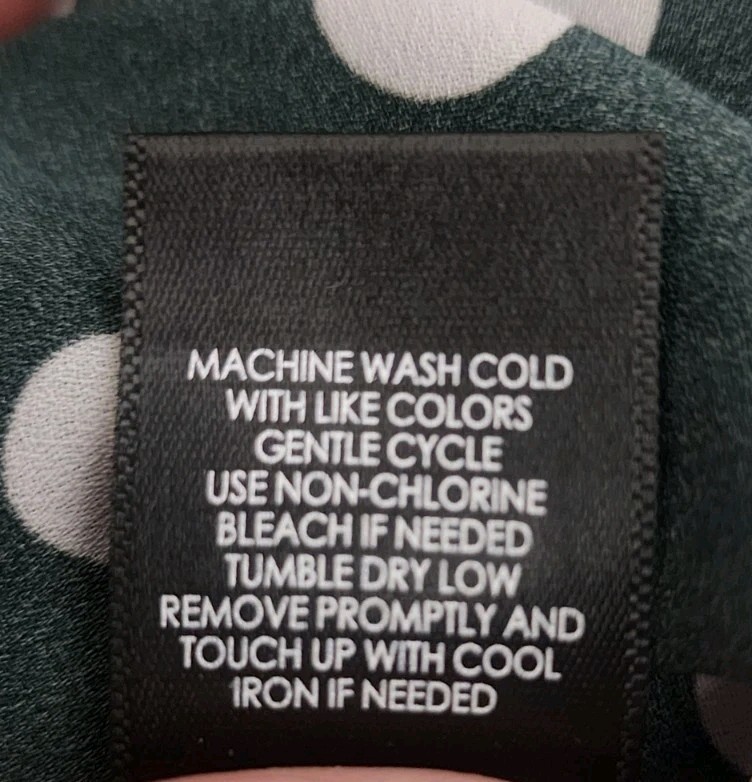 MACHINE WASH COLD
WITH LIKE COLORS
GENTLE CYCLE
USE NON-CHLORINE
BLEACH IF NEEDED
TUMBLE DRY LOW
REMOVE PROMPTLY AND
TOUCH UP WITH COOL
IRON IF NEEDED